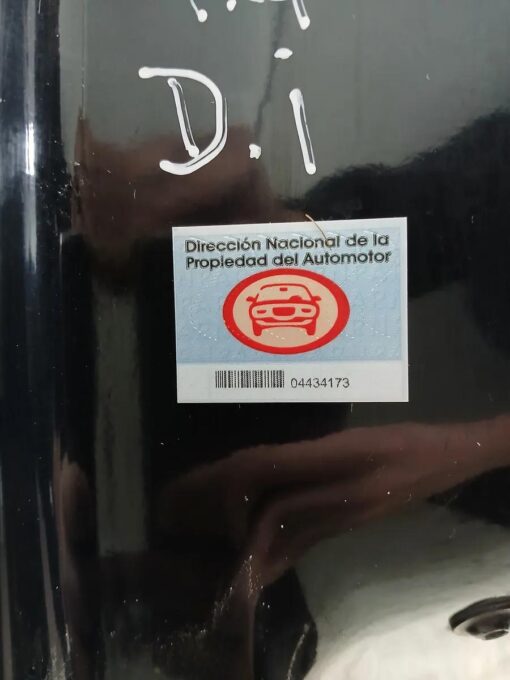 D.i
Dirección Nacional de la
Propiedad del Automotor
04434173